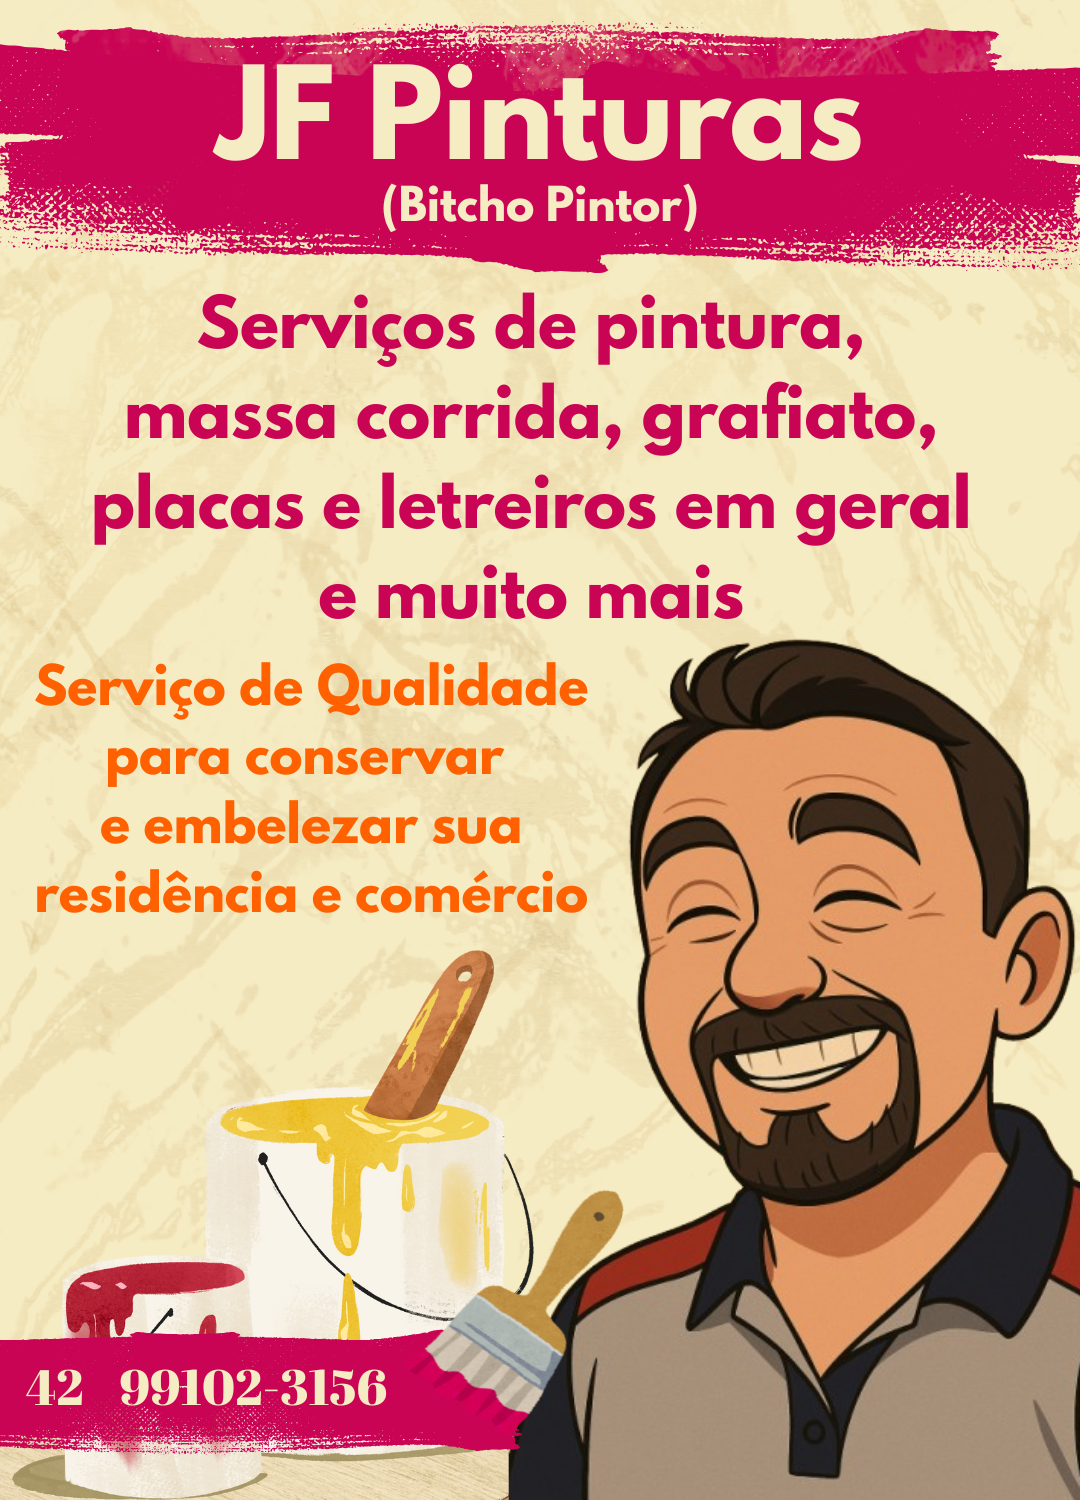 JF Pinturas
(Bitcho Pintor)
Serviços de pintura,
massa corrida, grafiato,
placas e letreiros em geral
e muito mais
Serviço de Qualidade
para conservar
e embelezar sua
residência e comércio
42 99102-3156